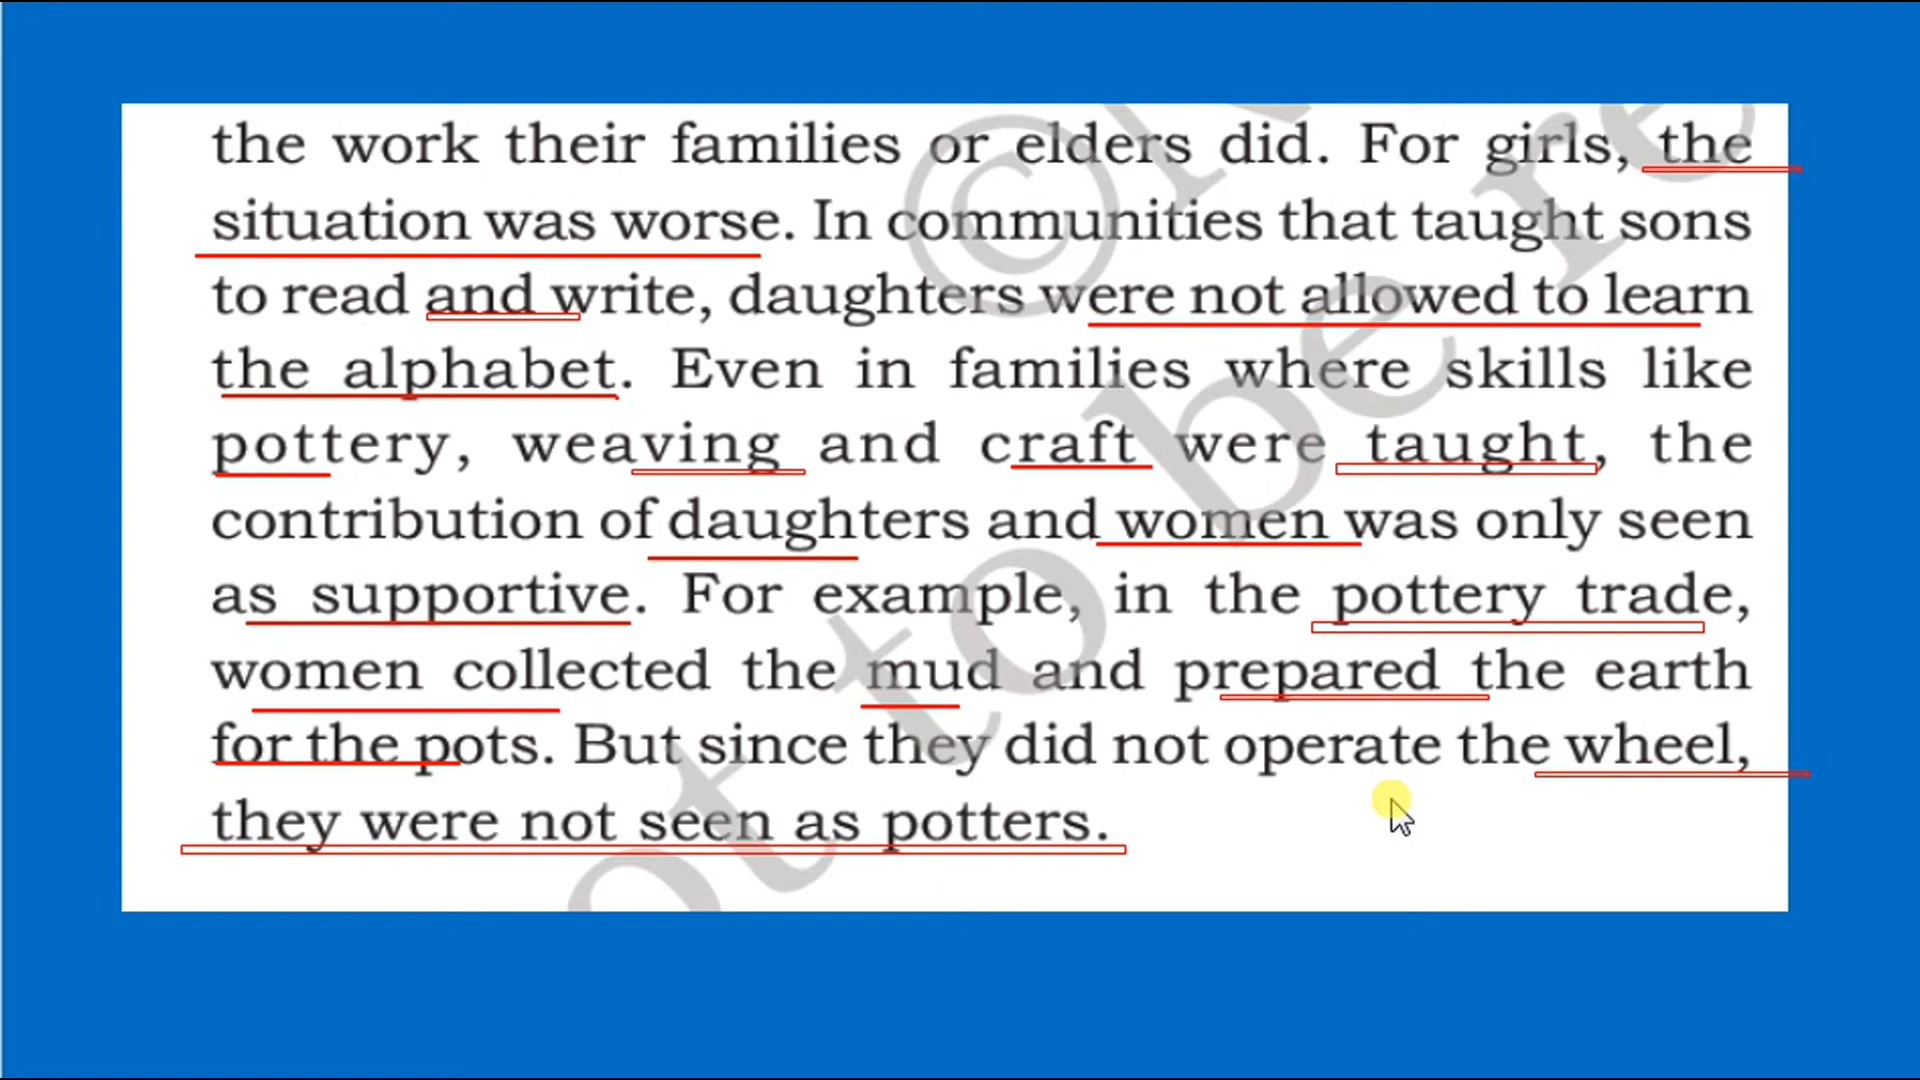 the work their families or elders did. For girls, the
situation was worse. In communities that taught sons
to read and write, daughters were not allowed to learn
the alphabet. Even in families where skills like
pottery, weaving and craft were taught, the
contribution of daughters and women was only seen
as supportive. For example, in the pottery trade,
women collected the mud and prepared the earth
for the pots. But since they did not operate the wheel,
they were not seen as potters.
©N
not to be re